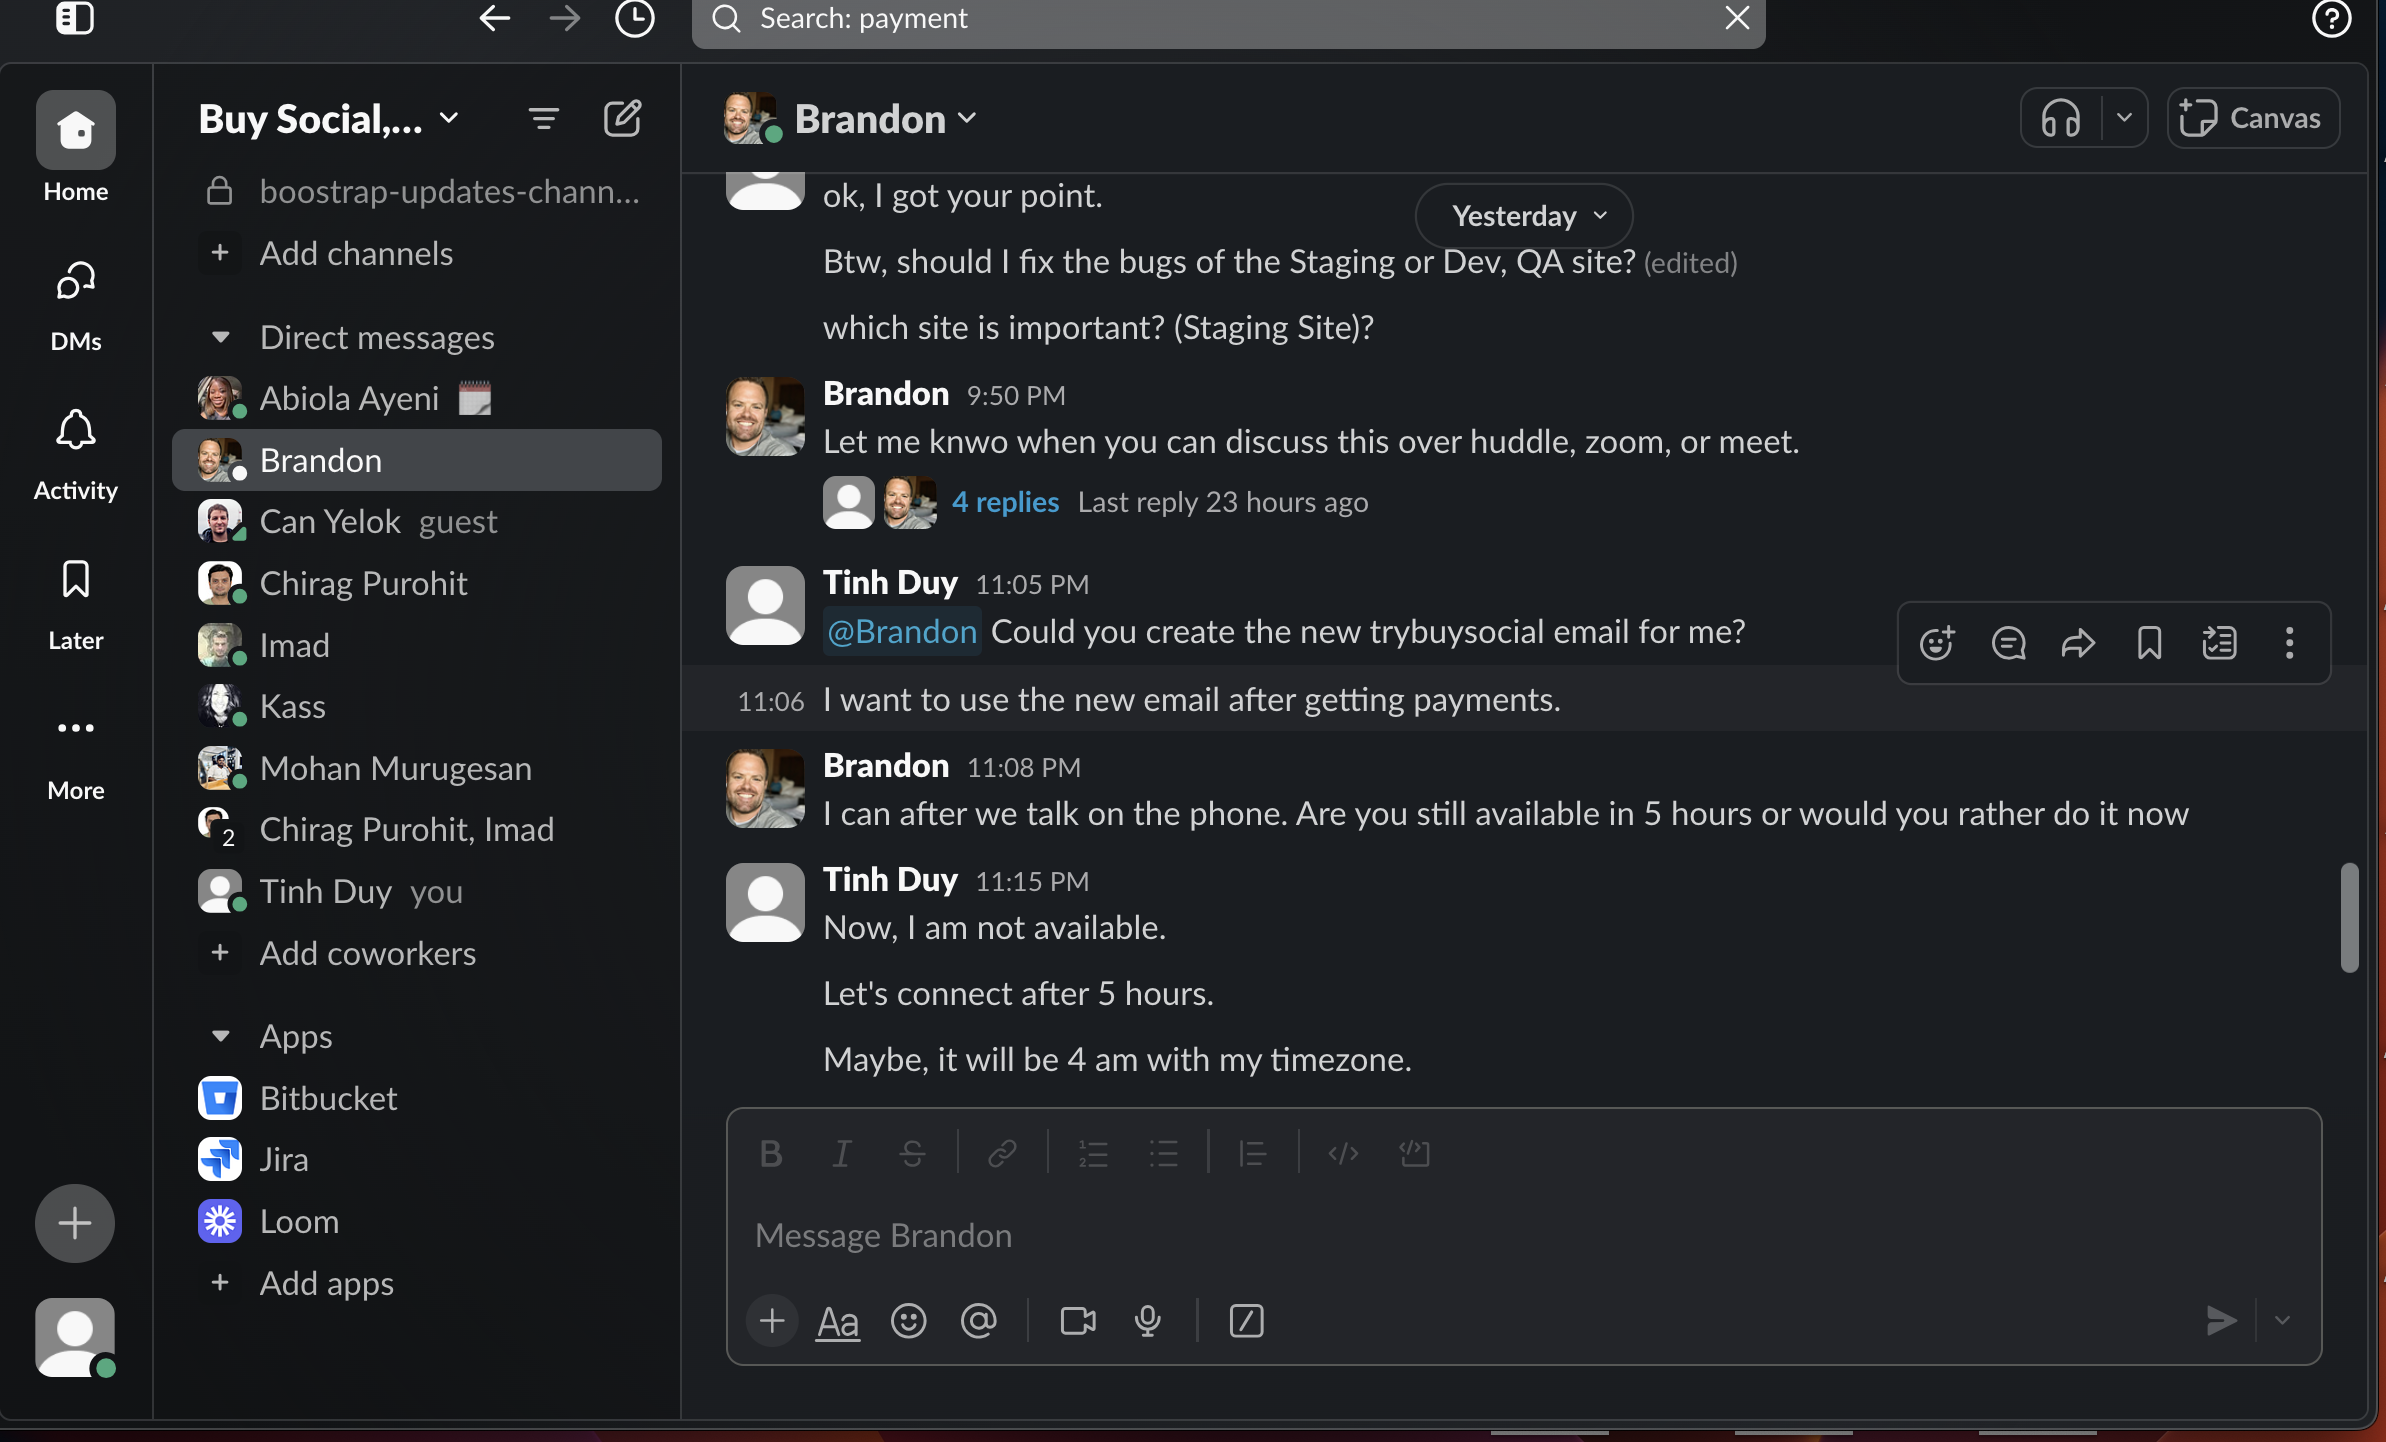 Search: payment
Home
DMs
Activity
Later
More
Buy Social,...
boostrap-updates-chann...
Add channels
Direct messages
Abiola Ayeni
Brandon
Can Yelok guest
Chirag Purohit
Imad
Kass
Mohan Murugesan
2 Chirag Purohit, Imad
Tinh Duy you
Add coworkers
Apps
Bitbucket
Jira
Loom
Add apps
Brandon
Canvas
Yesterday
ok, I got your point.
Btw, should I fix the bugs of the Staging or Dev, QA site? (edited)
which site is important? (Staging Site)?
Brandon 9:50 PM
Let me knwo when you can discuss this over huddle, zoom, or meet.
4 replies Last reply 23 hours ago
Tinh Duy 11:05 PM
@Brandon Could you create the new trybuysocial email for me?
11:06 I want to use the new email after getting payments.
Brandon 11:08 PM
I can after we talk on the phone. Are you still available in 5 hours or would you rather do it now
Tinh Duy 11:15 PM
Now, I am not available.
Let's connect after 5 hours.
Maybe, it will be 4 am with my timezone.
Message Brandon
Aa